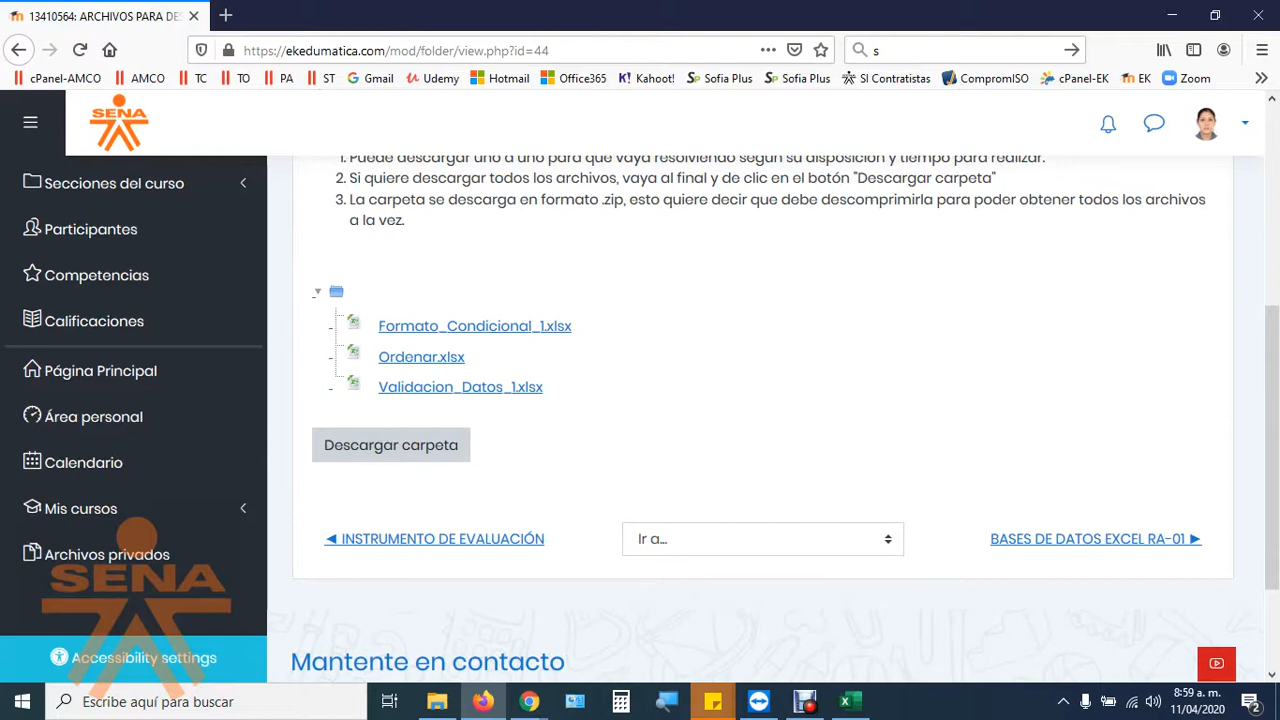 13410564: ARCHIVOS PARA DES
https://ekedumatica.com/mod/folder/view.php?id=44
s
cPanel-AMCO AMCO TC TO PA ST Gmail Udemy Hotmail Office365 Kahoot! Sofia Plus Sofia Plus SI Contratistas CompromISO cPanel-EK EK Zoom
SENA
Secciones del curso
Participantes
Competencias
Calificaciones
Página Principal
Área personal
Calendario
Mis cursos
Archivos privados
SENA
Accessibility settings
1. Puede descargar uno a uno para que vaya resolviendo según su disposición y tiempo para realizar.
2. Si quiere descargar todos los archivos, vaya al final y de clic en el botón "Descargar carpeta"
3. La carpeta se descarga en formato .zip, esto quiere decir que debe descomprimirla para poder obtener todos los archivos
a la vez.
Formato_Condicional_1.xlsx
Ordenar.xlsx
Validacion_Datos_1.xlsx
Descargar carpeta
◄ INSTRUMENTO DE EVALUACIÓN
Ir a...
BASES DE DATOS EXCEL RA-01 ►
Mantente en contacto
Escribe aquí para buscar
8:59 a. m.
11/04/2020
2